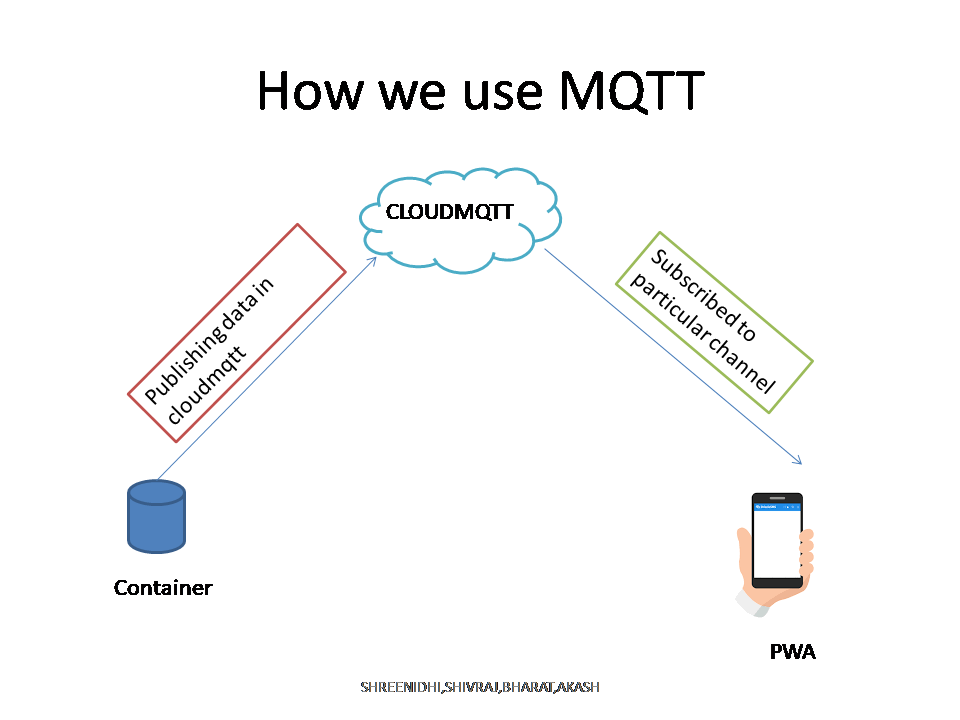 How we use MQTT
CLOUDMQTT
Publishing data in
cloudmqtt
Subscribed to
particular channel
Container
PWA
SHREENIDHI,SHIVRAJ,BHARAT,AKASH